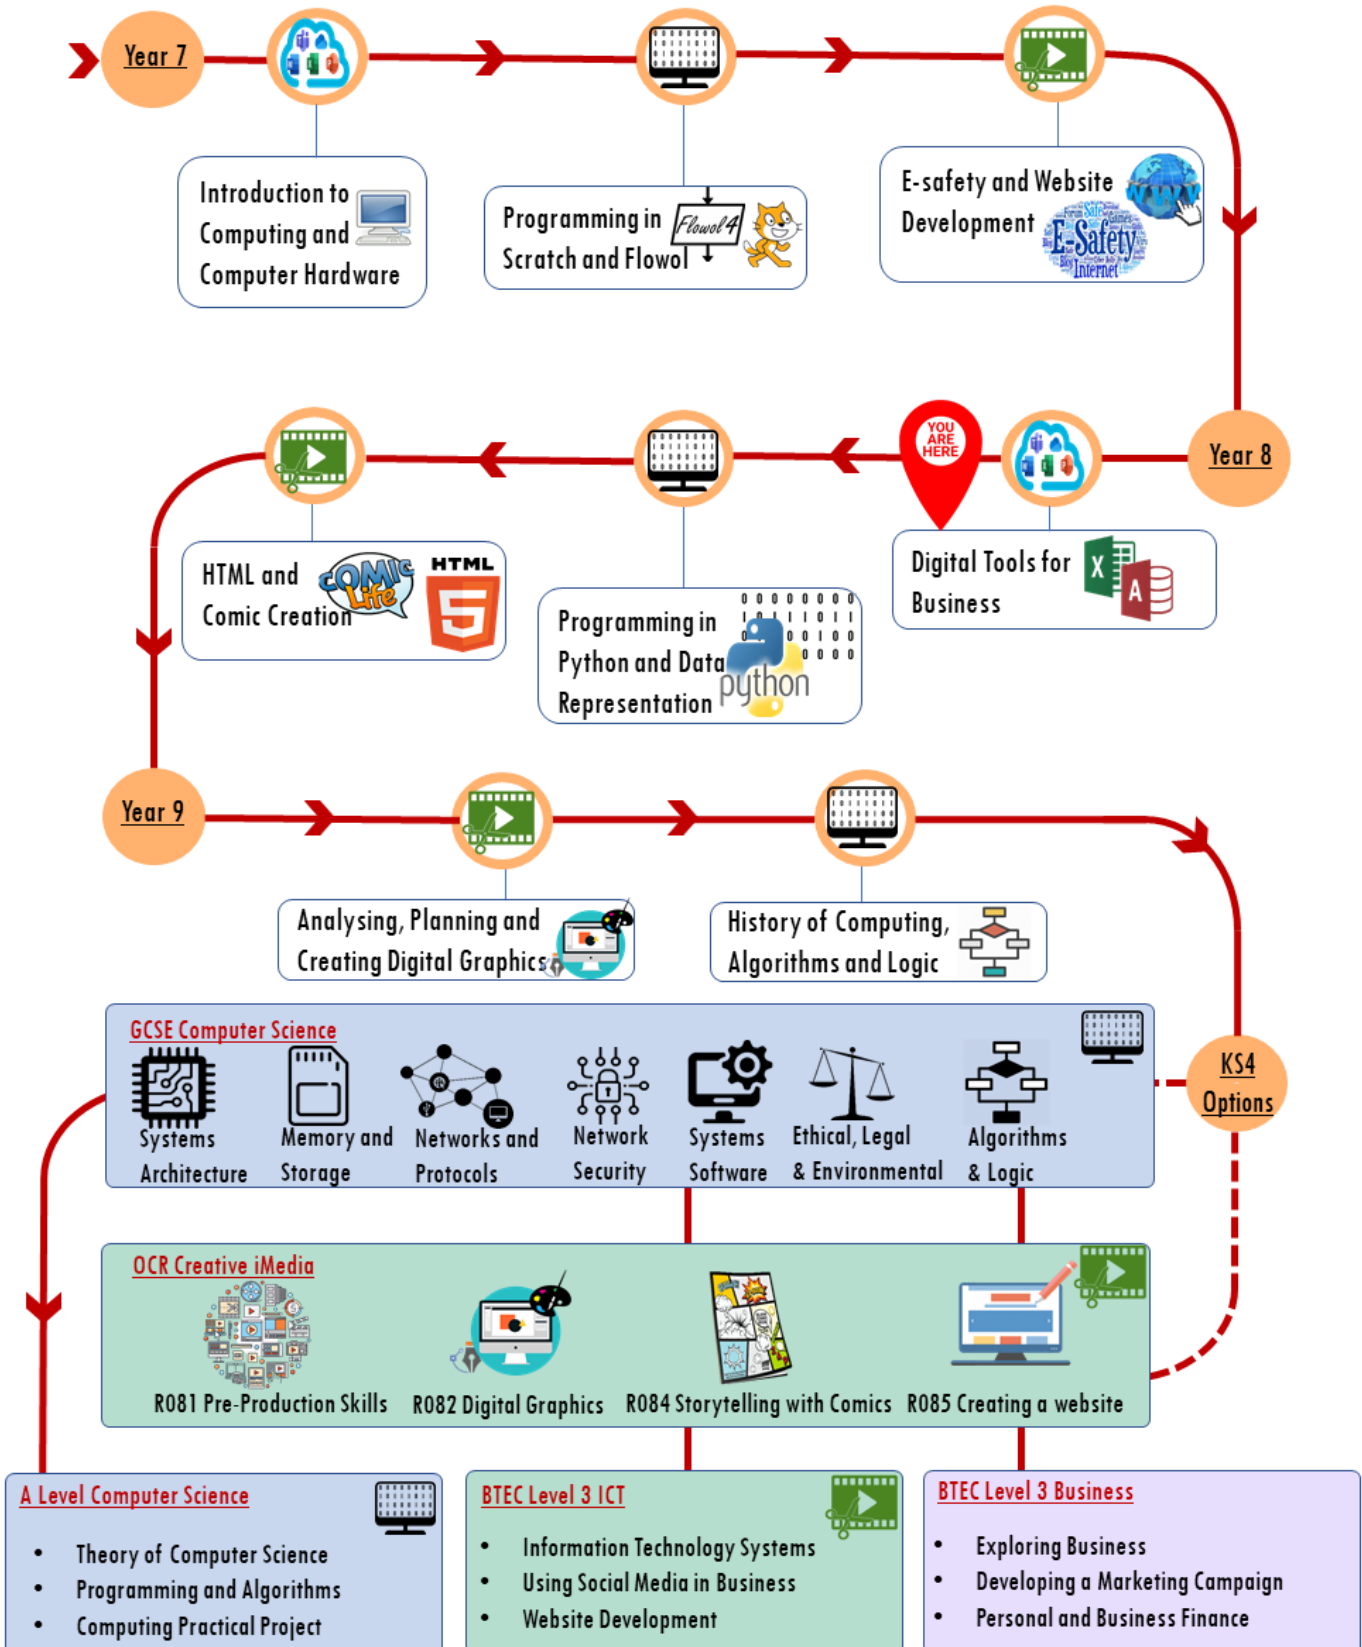 Year 7
Introduction to
Computing and
Computer Hardware
Programming in
Scratch and Flowol
Flowol 4
E-safety and Website
Development
WWW
Safe
Games
E-Safety
Internet
Year 8
YOU
ARE
HERE
Digital Tools for
Business
X
A
Programming in
Python and Data
Representation
python
HTML and
Comic Creation
COMIC
Life
HTML
5
Year 9
Analysing, Planning and
Creating Digital Graphics
History of Computing,
Algorithms and Logic
KS4
Options
GCSE Computer Science
Systems
Architecture
Memory and
Storage
Networks and
Protocols
Network
Security
Systems
Software
Ethical, Legal
& Environmental
Algorithms
& Logic
OCR Creative iMedia
R081 Pre-Production Skills
R082 Digital Graphics
R084 Storytelling with Comics
R085 Creating a website
A Level Computer Science
• Theory of Computer Science
• Programming and Algorithms
• Computing Practical Project
BTEC Level 3 ICT
• Information Technology Systems
• Using Social Media in Business
• Website Development
BTEC Level 3 Business
• Exploring Business
• Developing a Marketing Campaign
• Personal and Business Finance